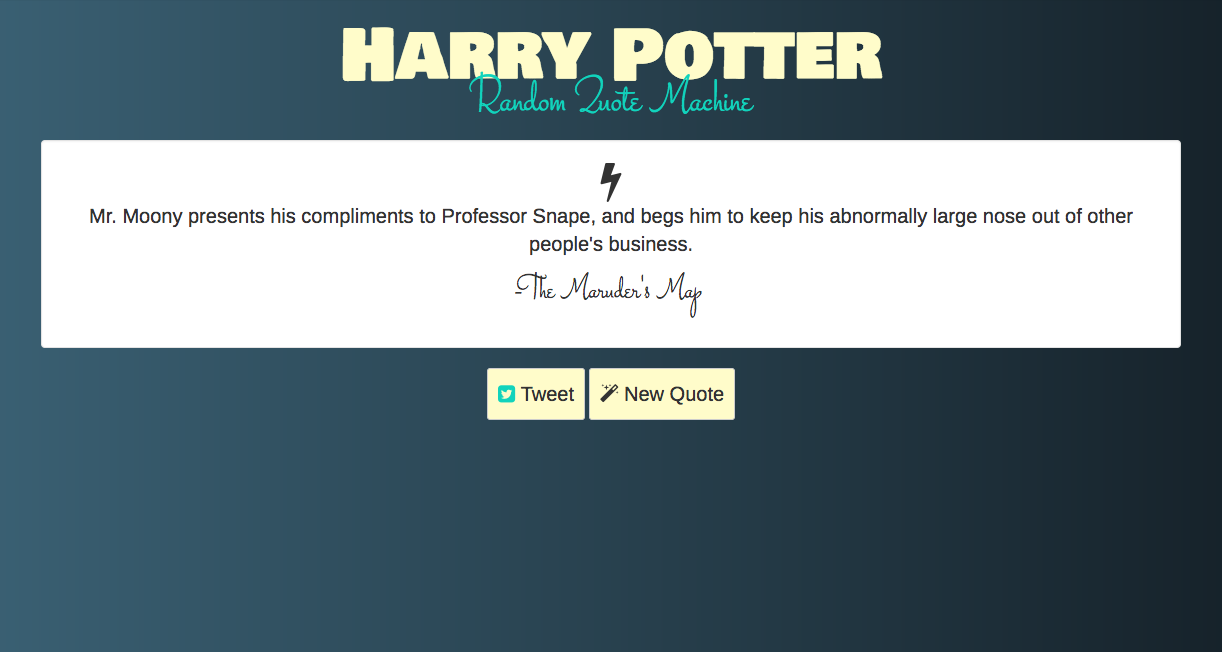 Harry Potter
Random Quote Machine
Mr. Moony presents his compliments to Professor Snape, and begs him to keep his abnormally large nose out of other
people's business.
-The Maruder's Map
Tweet
New Quote